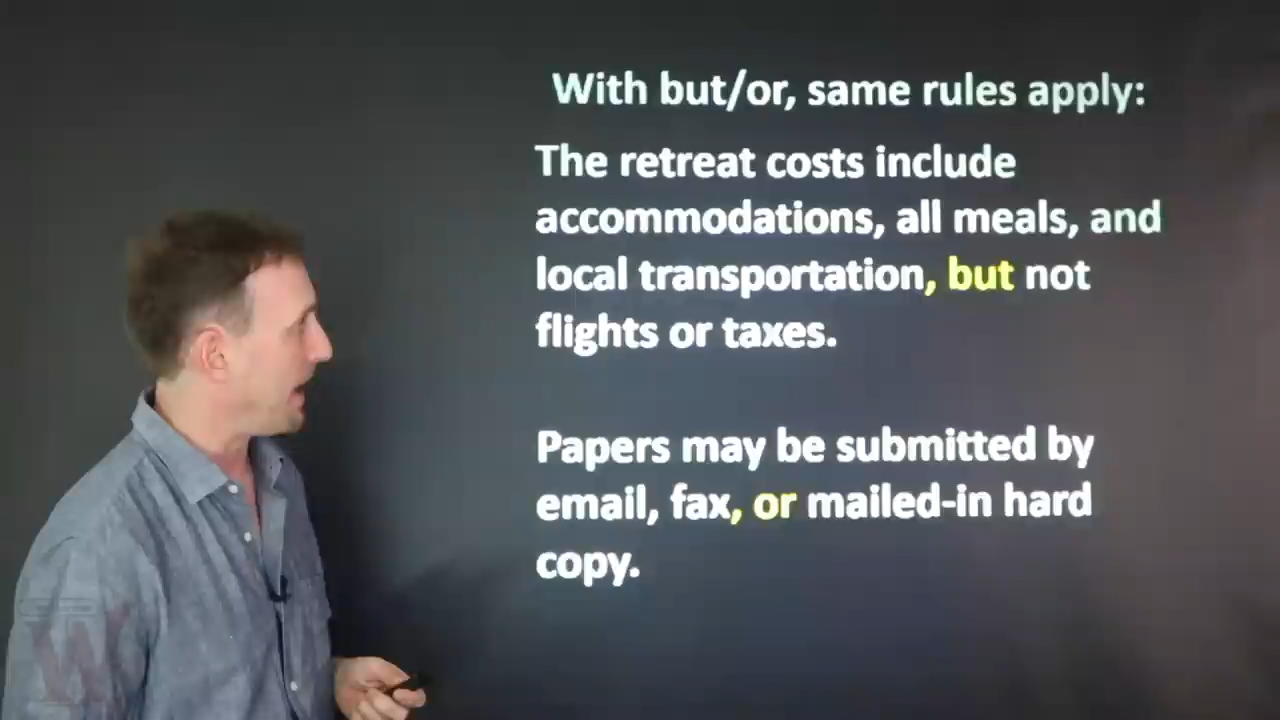 With but/or, same rules apply:
The retreat costs include
accommodations, all meals, and
local transportation, but not
flights or taxes.
Papers may be submitted by
email, fax, or mailed-in hard
copy.
W